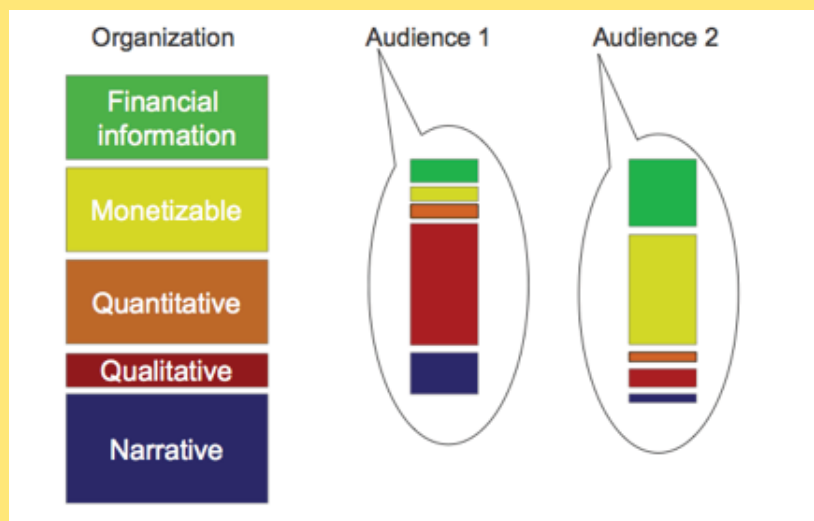 Organization
Audience 1
Audience 2
Financial
information
Monetizable
Quantitative
Qualitative
Narrative